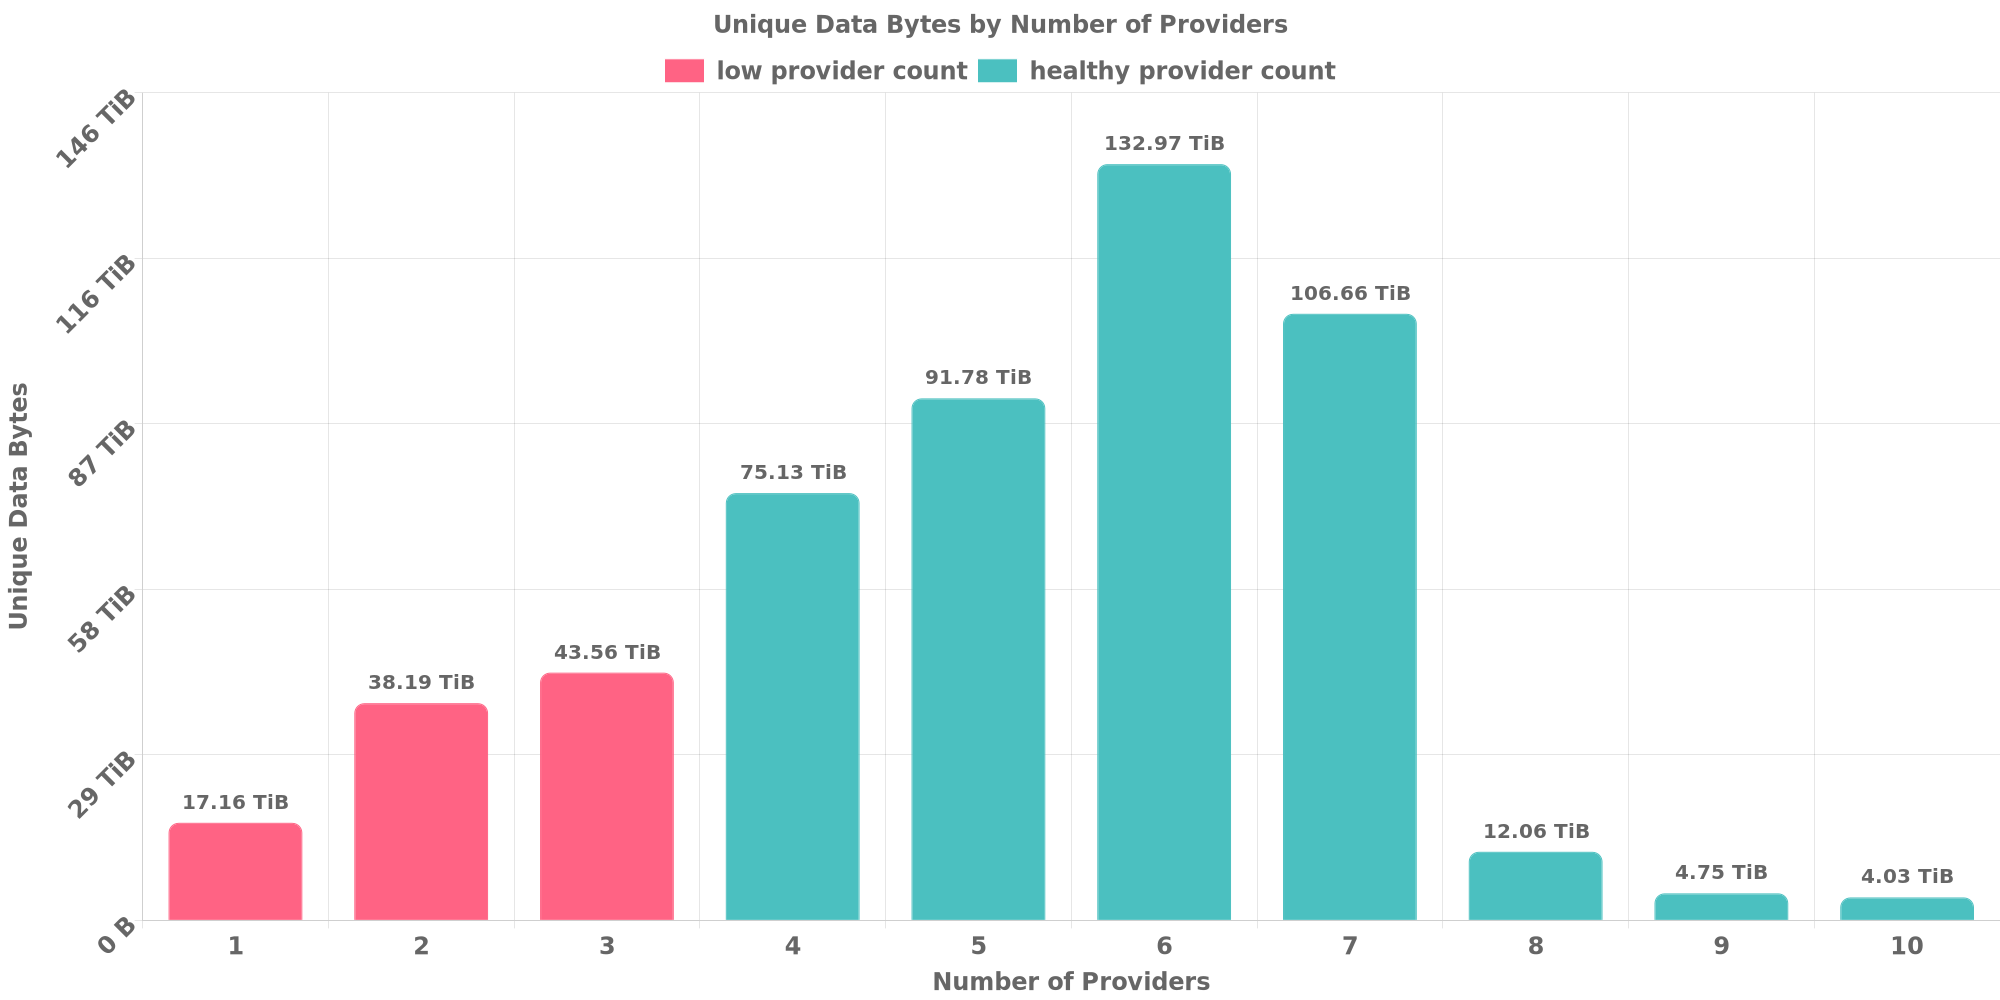 Unique Data Bytes by Number of Providers
low provider count healthy provider count
146 TiB
116 TiB
87 TiB
58 TiB
29 TiB
0 B
Unique Data Bytes
17.16 TiB
38.19 TiB
43.56 TiB
75.13 TiB
91.78 TiB
132.97 TiB
106.66 TiB
12.06 TiB
4.75 TiB
4.03 TiB
1 2 3 4 5 6 7 8 9 10
Number of Providers